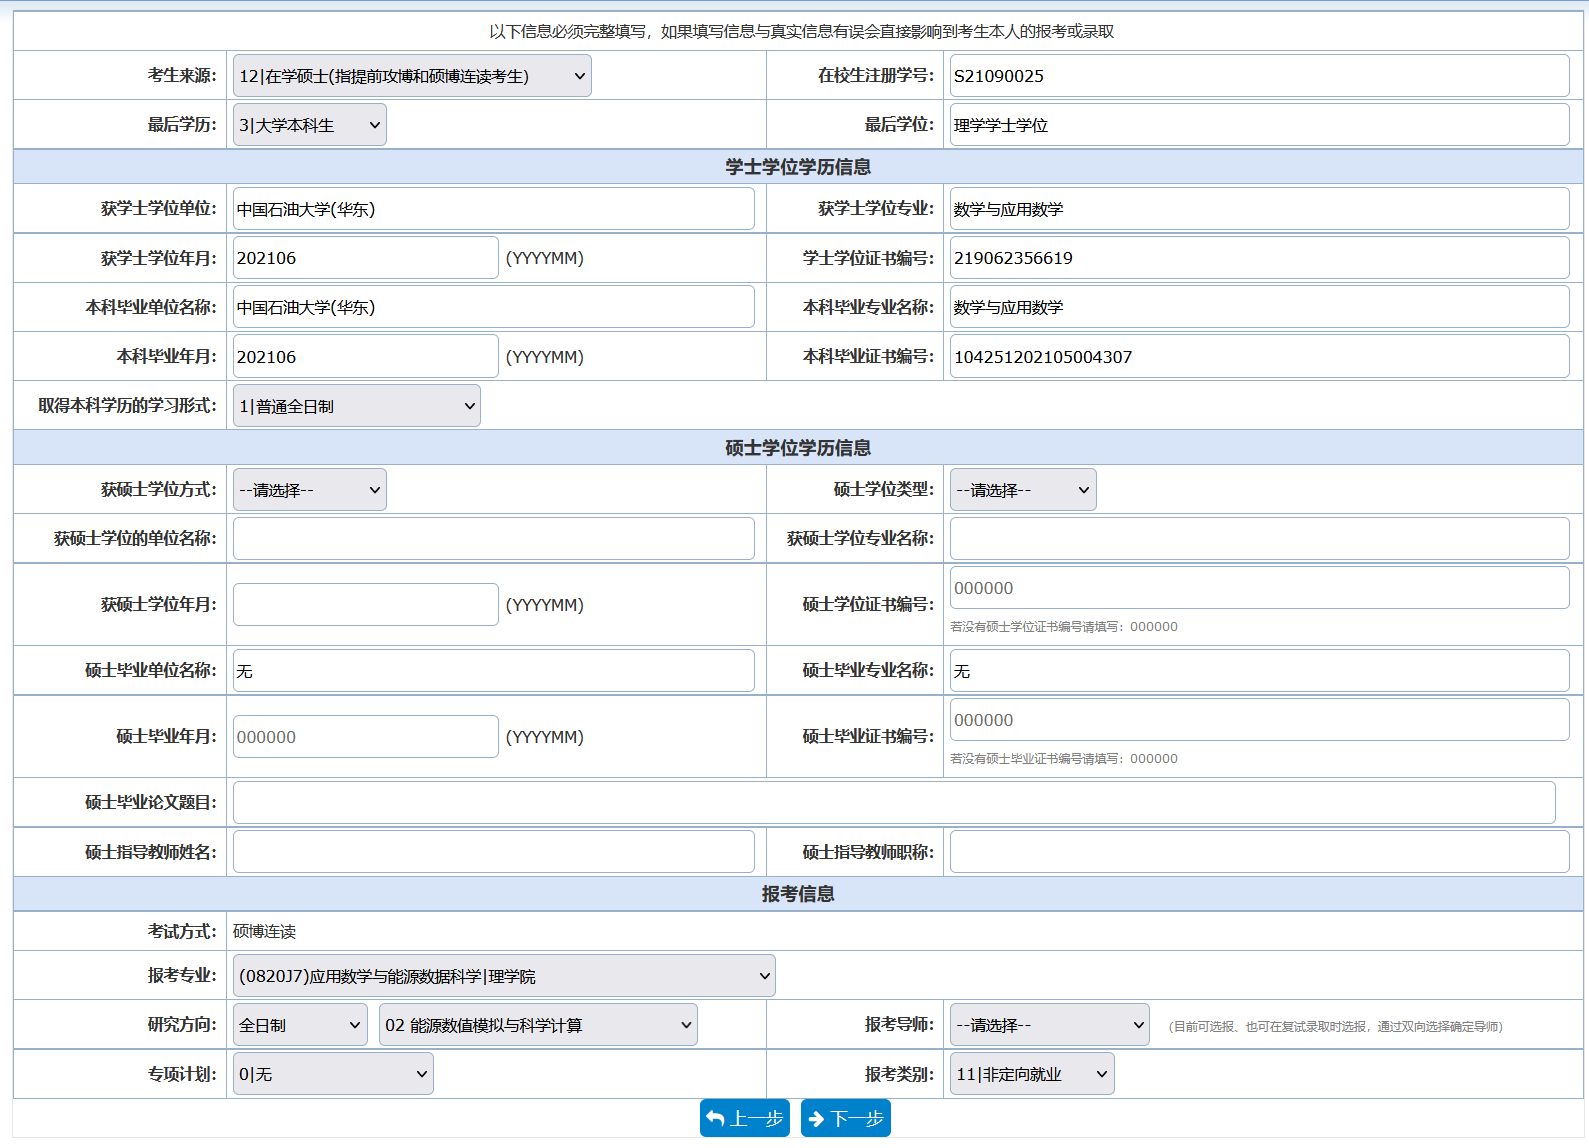 以下信息必须完整填写，如果填写信息与真实信息有误会直接影响到考生本人的报考或录取
考生来源: 12|在学硕士(指提前攻博和硕博连读考生) 在校生注册学号: S21090025
最后学历: 3|大学本科生 最后学位: 理学学士学位
学士学位学历信息
获学士学位单位: 中国石油大学(华东) 获学士学位专业: 数学与应用数学
获学士学位年月: 202106 (YYYYMM) 学士学位证书编号: 219062356619
本科毕业单位名称: 中国石油大学(华东) 本科毕业专业名称: 数学与应用数学
本科毕业年月: 202106 (YYYYMM) 本科毕业证书编号: 104251202105004307
取得本科学历的学习形式: 1|普通全日制
硕士学位学历信息
获硕士学位方式: --请选择-- 硕士学位类型: --请选择--
获硕士学位的单位名称: 获硕士学位专业名称:
获硕士学位年月: (YYYYMM) 硕士学位证书编号: 000000
若没有硕士学位证书编号请填写：000000
硕士毕业单位名称: 无 硕士毕业专业名称: 无
硕士毕业年月: 000000 (YYYYMM) 硕士毕业证书编号: 000000
若没有硕士毕业证书编号请填写：000000
硕士毕业论文题目:
硕士指导教师姓名: 硕士指导教师职称:
报考信息
考试方式: 硕博连读
报考专业: (0820J7)应用数学与能源数据科学|理学院
研究方向: 全日制 02 能源数值模拟与科学计算 报考导师: --请选择-- (目前可选报、也可在复试录取时选报，通过双向选择确定导师)
专项计划: 0|无 报考类别: 11|非定向就业
上一步 下一步